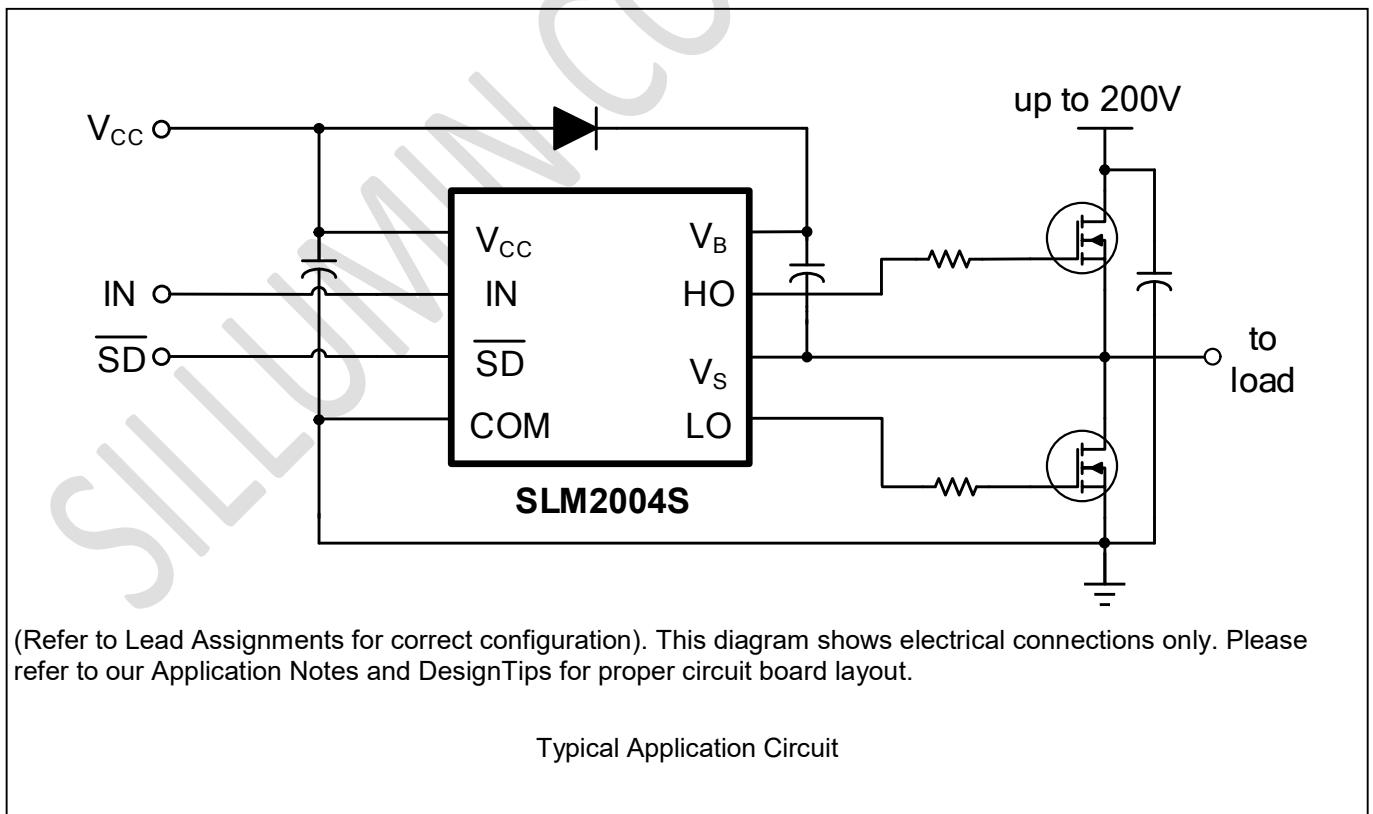 SILLUMIN.CO
up to 200V
VCC
VCC
VB
IN
IN
HO
SD
SD
VS
to
load
COM
LO
SLM2004S
(Refer to Lead Assignments for correct configuration). This diagram shows electrical connections only. Please
refer to our Application Notes and DesignTips for proper circuit board layout.
Typical Application Circuit